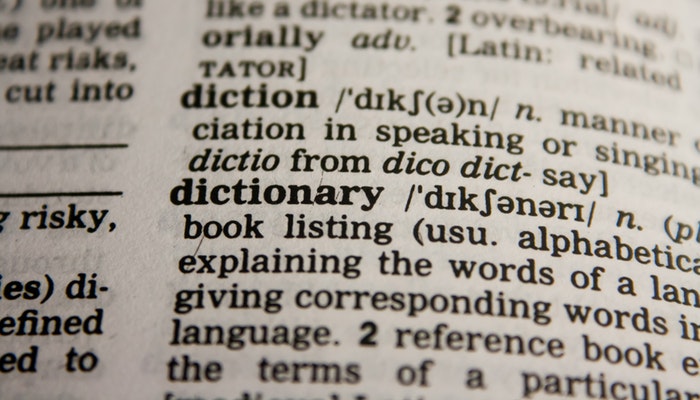 e played
eat risks,
cut into
g risky,
ies) di-
efined
ed to
like a dictator. 2 overbearing.
orially adv. [Latin: related
TATOR]
diction /ˈdɪkʃ(ə)n/ n. manner
ciation in speaking or singing
dictio from dico dict- say]
dictionary /ˈdɪkʃənərɪ/ n. (pl
book listing (usu. alphabetica
explaining the words of a lan
giving corresponding words in
language. 2 reference book e
the terms of a particular